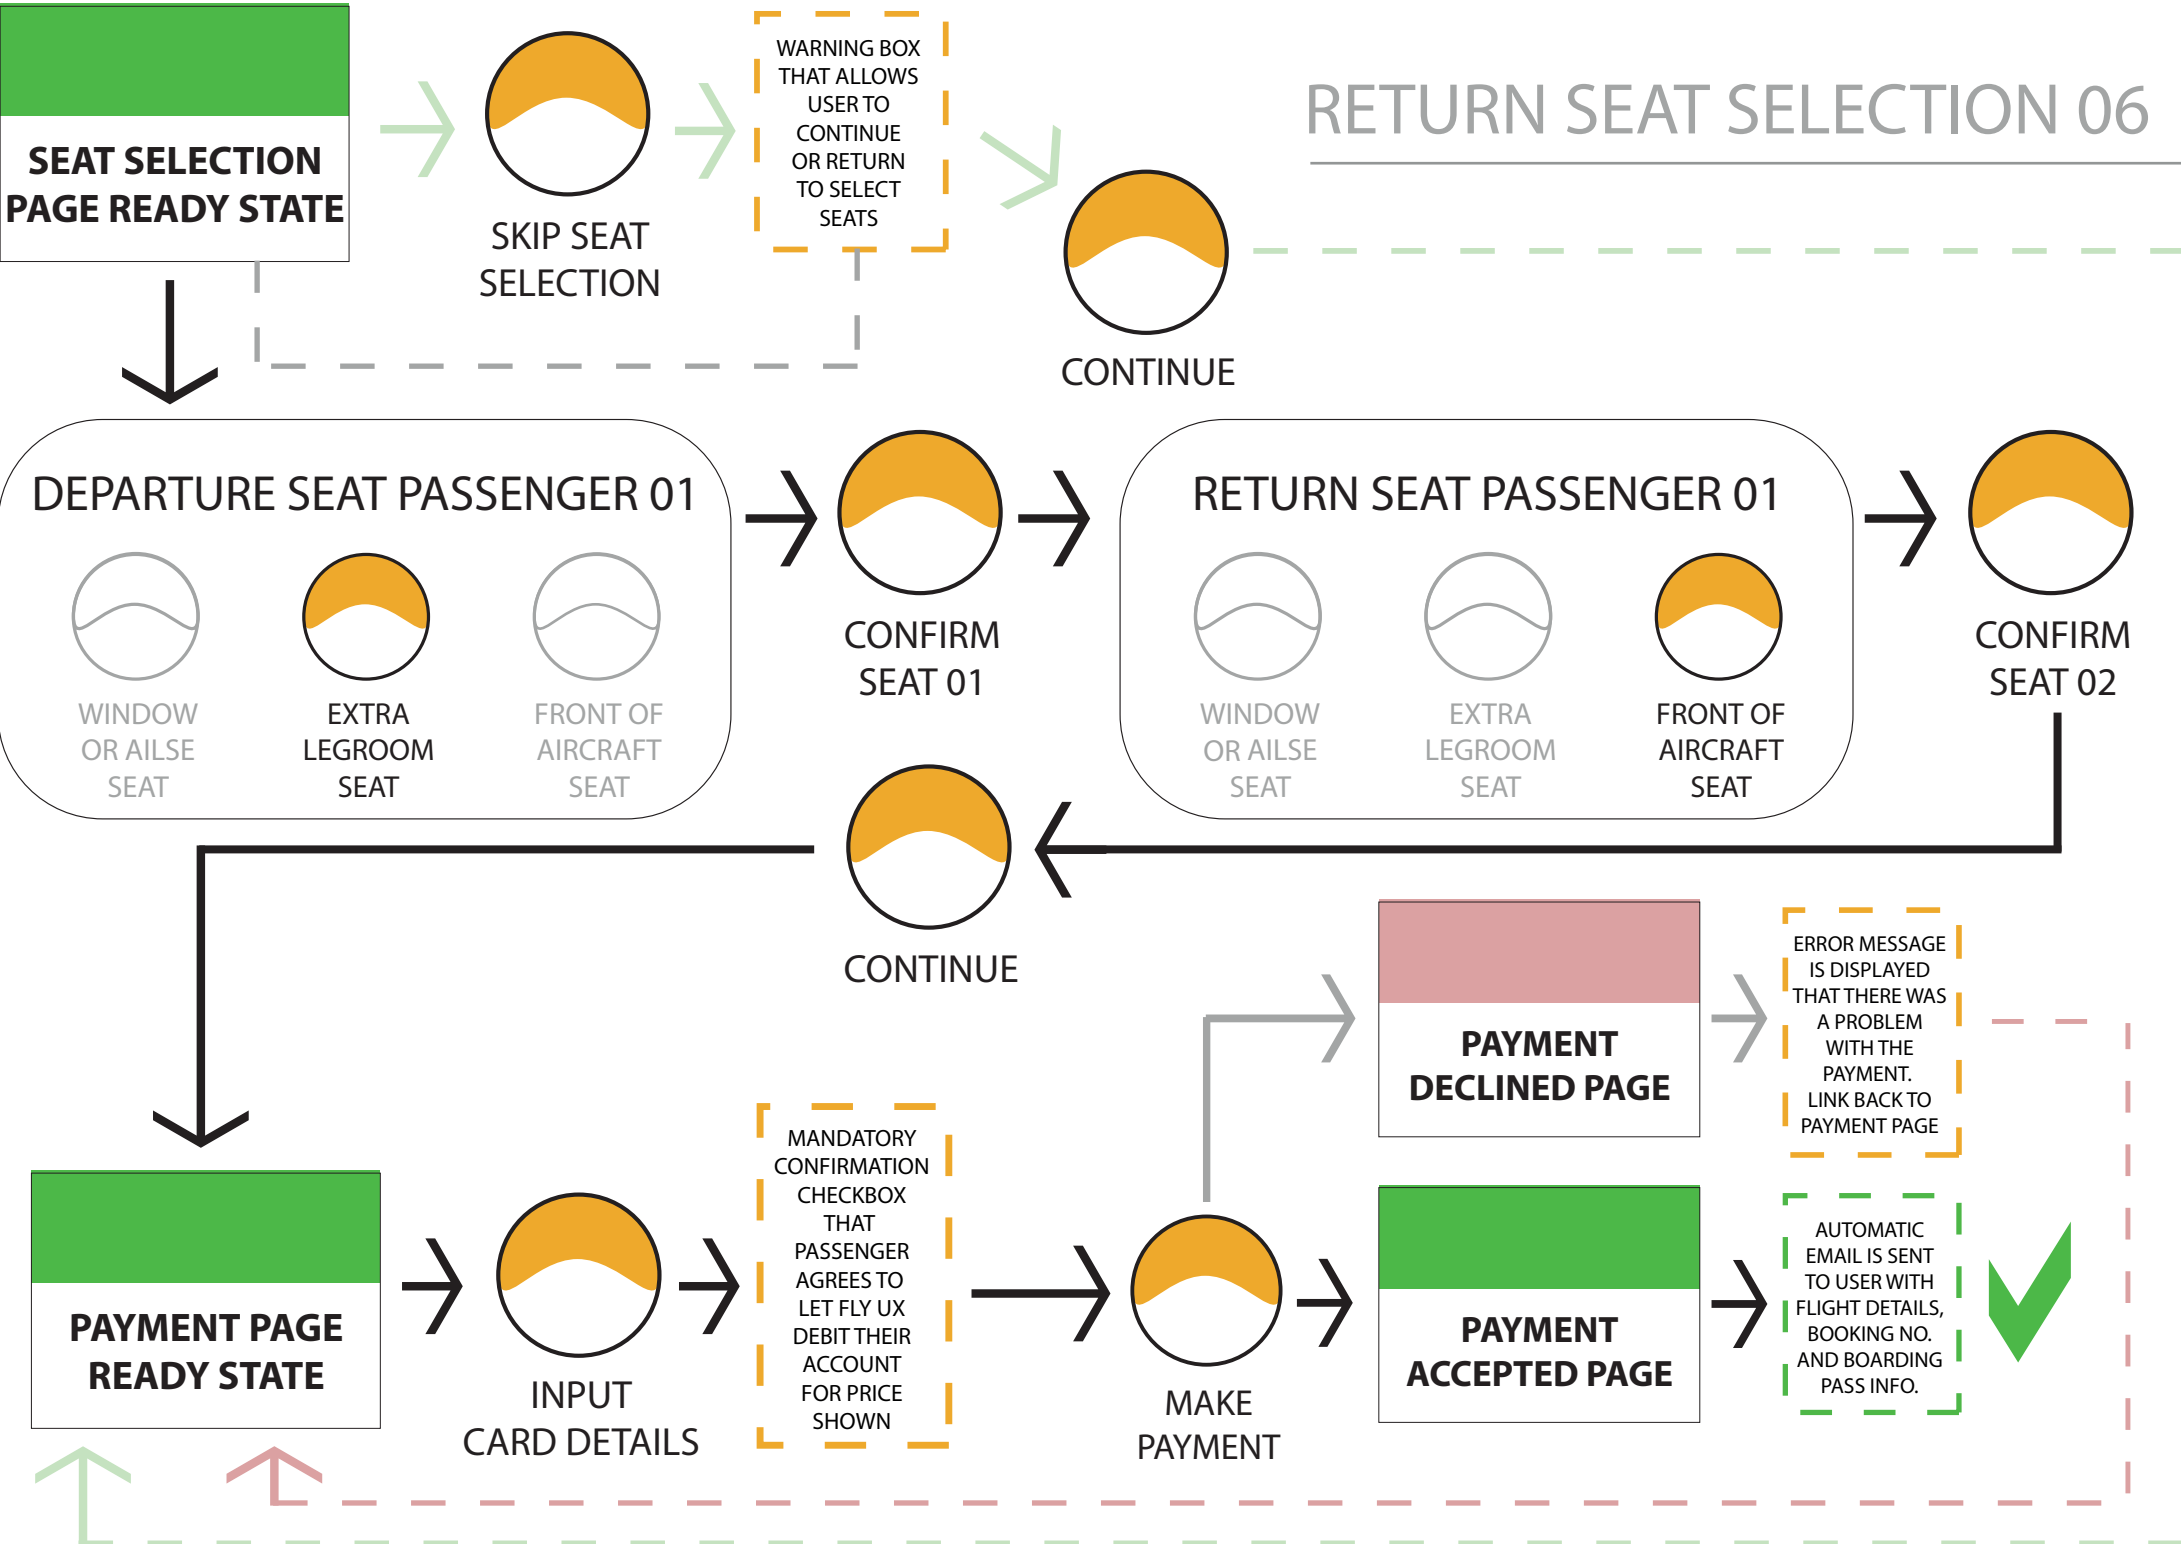 RETURN SEAT SELECTION 06
SEAT SELECTION
PAGE READY STATE
SKIP SEAT
SELECTION
WARNING BOX
THAT ALLOWS
USER TO
CONTINUE
OR RETURN
TO SELECT
SEATS
CONTINUE
DEPARTURE SEAT PASSENGER 01
WINDOW
OR AILSE
SEAT
EXTRA
LEGROOM
SEAT
FRONT OF
AIRCRAFT
SEAT
CONFIRM
SEAT 01
RETURN SEAT PASSENGER 01
WINDOW
OR AILSE
SEAT
EXTRA
LEGROOM
SEAT
FRONT OF
AIRCRAFT
SEAT
CONFIRM
SEAT 02
CONTINUE
PAYMENT PAGE
READY STATE
INPUT
CARD DETAILS
MANDATORY
CONFIRMATION
CHECKBOX
THAT
PASSENGER
AGREES TO
LET FLY UX
DEBIT THEIR
ACCOUNT
FOR PRICE
SHOWN
MAKE
PAYMENT
PAYMENT
DECLINED PAGE
ERROR MESSAGE
IS DISPLAYED
THAT THERE WAS
A PROBLEM
WITH THE
PAYMENT.
LINK BACK TO
PAYMENT PAGE
PAYMENT
ACCEPTED PAGE
AUTOMATIC
EMAIL IS SENT
TO USER WITH
FLIGHT DETAILS,
BOOKING NO.
AND BOARDING
PASS INFO.